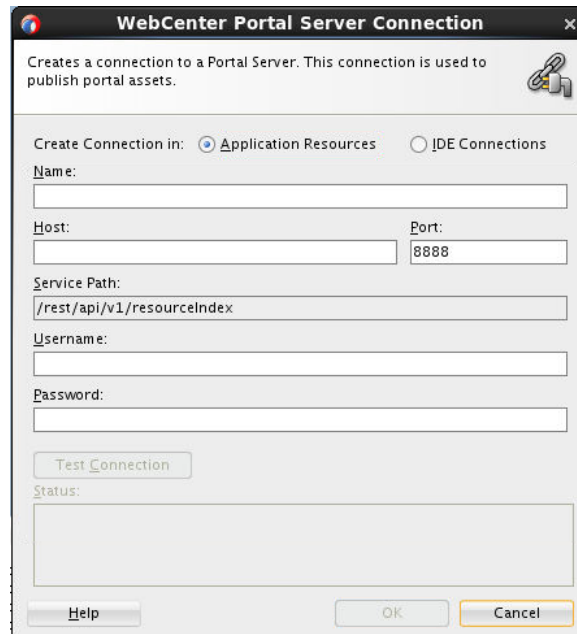 WebCenter Portal Server Connection
Creates a connection to a Portal Server. This connection is used to
publish portal assets.
Create Connection in: Application Resources IDE Connections
Name:
Host: Port:
8888
Service Path:
/rest/api/v1/resourceIndex
Username:
Password:
Test Connection
Status:
Help OK Cancel